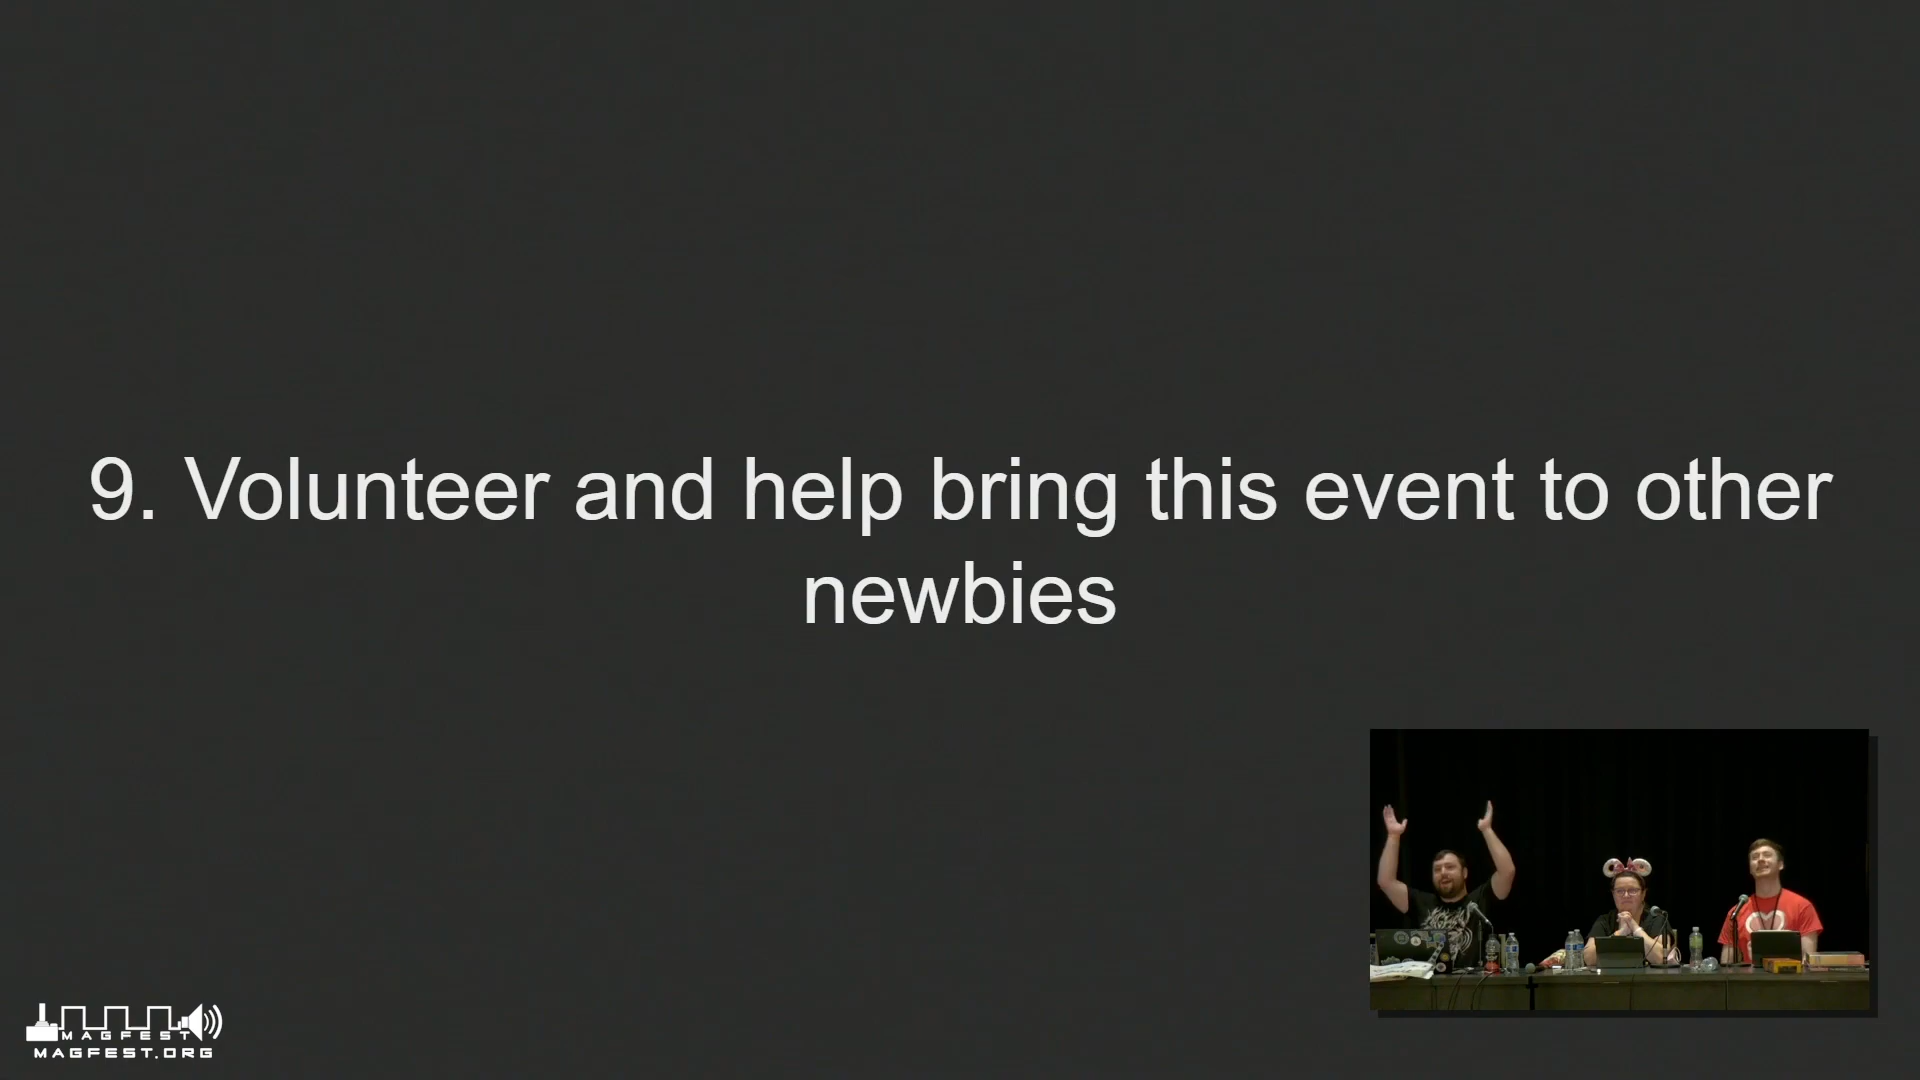 9. Volunteer and help bring this event to other
newbies
MAGFEST
MAGFEST.ORG